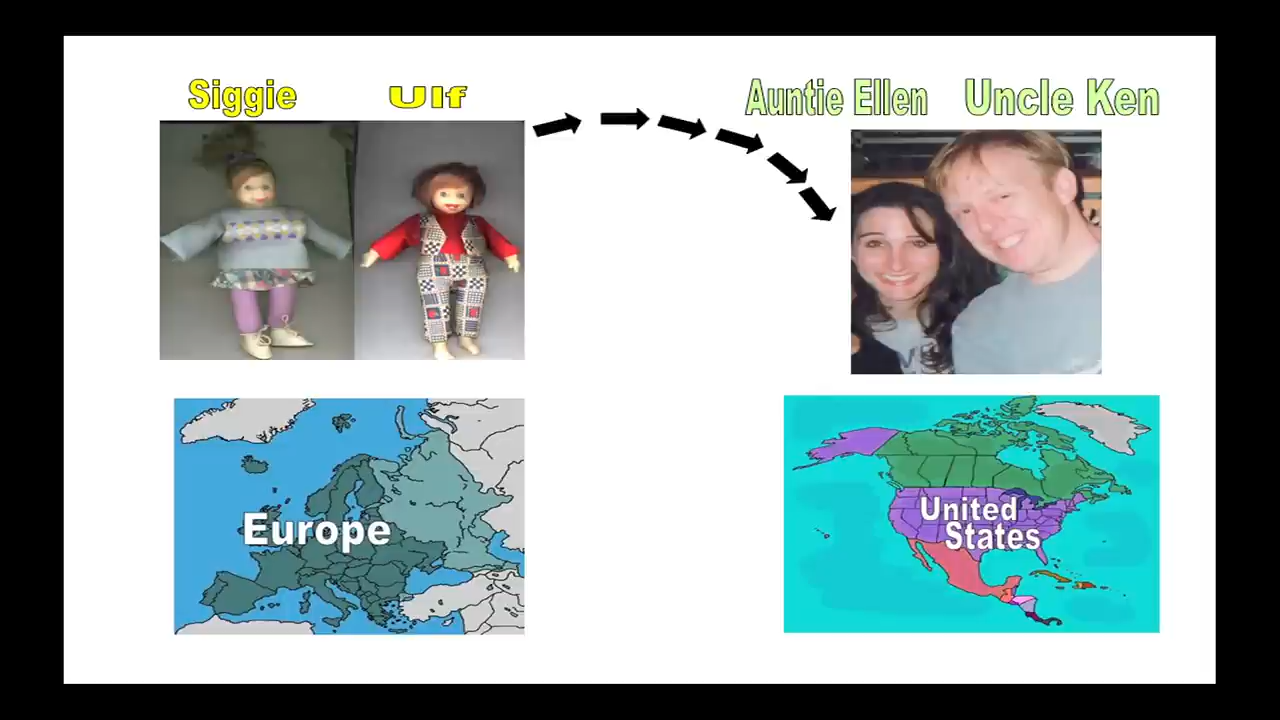 Siggie
Ulf
Auntie Ellen
Uncle Ken
Europe
United
States